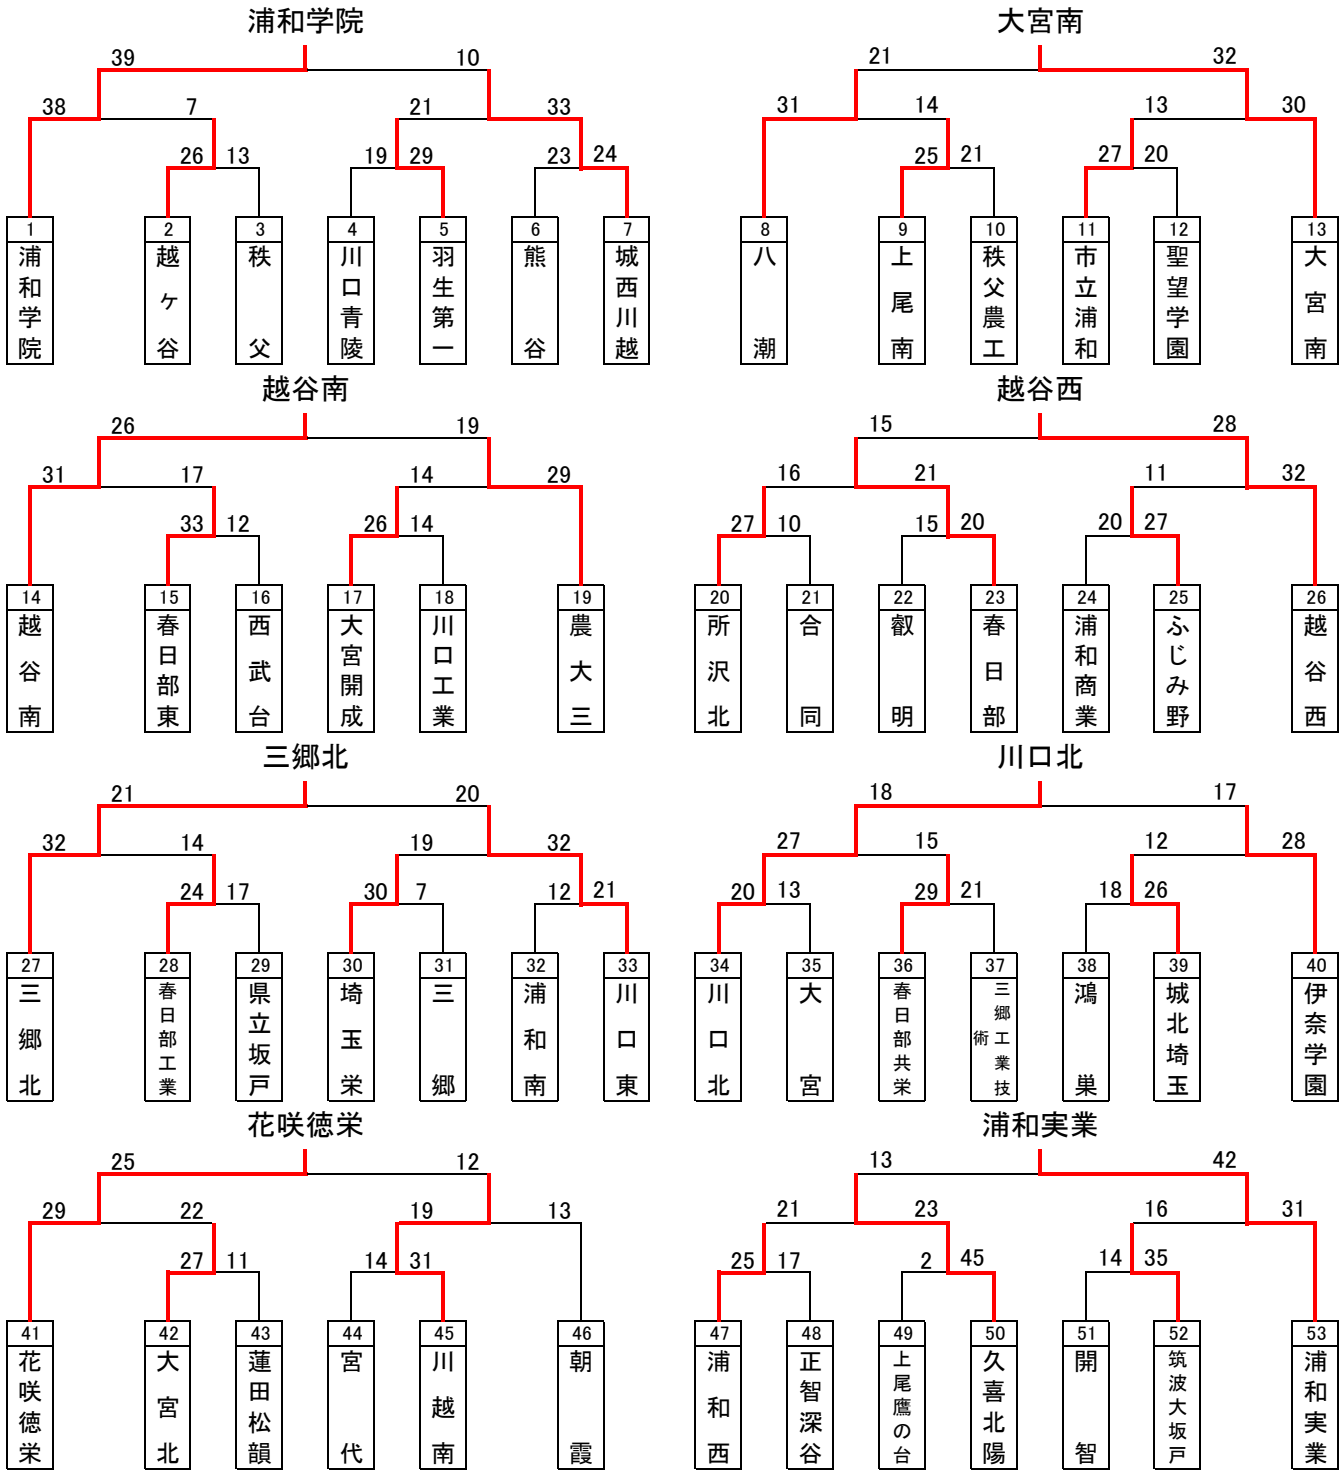 浦和学院
大宮南
39 10
21 32
38 7 21 33
31 14 13 30
26 13 19 29 23 24
25 21 27 20
1 2 3 4 5 6 7
8 9 10 11 12 13
浦和学院
越ヶ谷
秩父
川口青陵
羽生第一
熊谷
城西川越
八潮
上尾南
秩父農工
市立浦和
聖望学園
大宮南
越谷南
越谷西
26 19
15 28
31 17 14 29
16 21 11 32
33 12 26 14
27 10 15 20 20 27
14 15 16 17 18 19
20 21 22 23 24 25 26
越谷南
春日部東
西武台
大宮開成
川口工業
農大三
所沢北
合同
叡明
春日部
浦和商業
ふじみ野
越谷西
三郷北
川口北
21 20
18 17
32 14 19 32
27 15 12 28
24 17 30 7 12 21
20 13 29 21 18 26
27 28 29 30 31 32 33
34 35 36 37 38 39 40
三郷北
春日部工業
県立坂戸
埼玉栄
三郷
浦和南
川口東
川口北
大宮
春日部共栄
三郷工業技術
鴻巣
城北埼玉
伊奈学園
花咲徳栄
浦和実業
25 12
13 42
29 22 19 13
21 23 16 31
27 11 14 31
25 17 2 45 14 35
41 42 43 44 45 46
47 48 49 50 51 52 53
花咲徳栄
大宮北
蓮田松韻
宮代
川越南
朝霞
浦和西
正智深谷
上尾鷹の台
久喜北陽
開智
筑波大坂戸
浦和実業